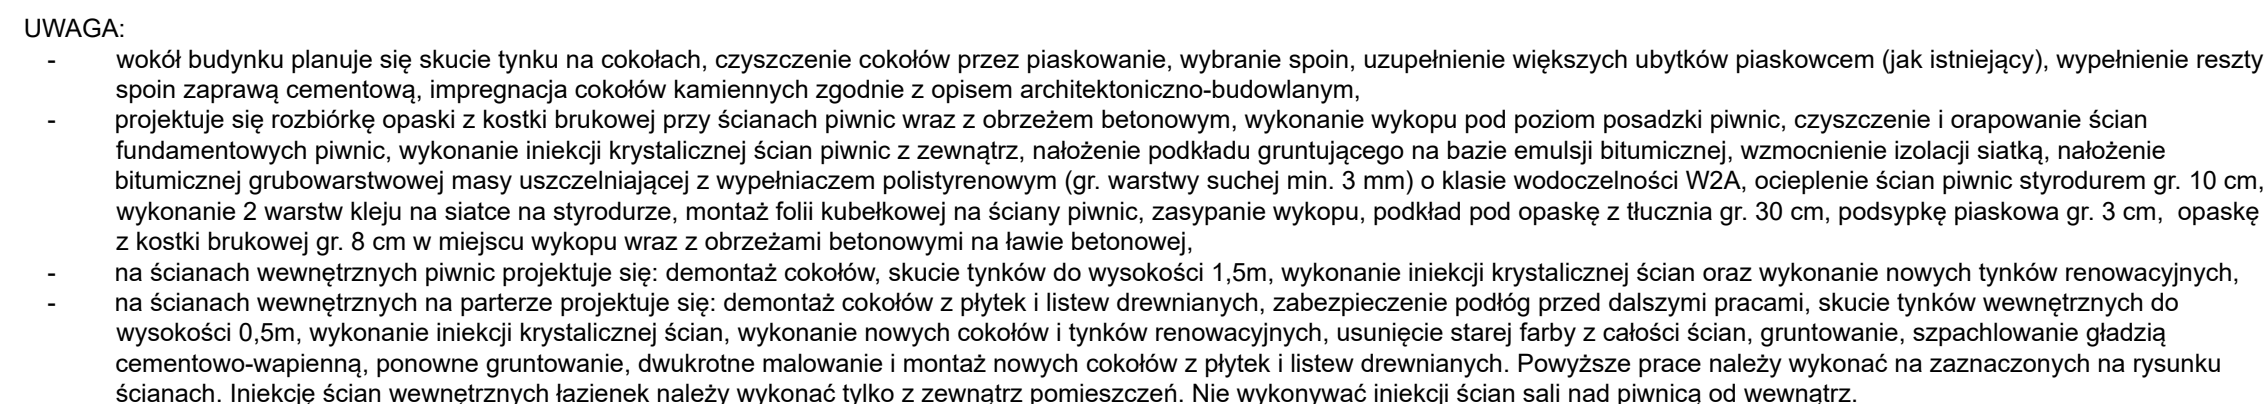 UWAGA:
- wokół budynku planuje się skucie tynku na cokołach, czyszczenie cokołów przez piaskowanie, wybranie spoin, uzupełnienie większych ubytków piaskowcem (jak istniejący), wypełnienie reszty
spoin zaprawą cementową, impregnacja cokołów kamiennych zgodnie z opisem architektoniczno-budowlanym,
- projektuje się rozbiórkę opaski z kostki brukowej przy ścianach piwnic wraz z obrzeżem betonowym, wykonanie wykopu pod poziom posadzki piwnic, czyszczenie i orapowanie ścian
fundamentowych piwnic, wykonanie iniekcji krystalicznej ścian piwnic z zewnątrz, nałożenie podkładu gruntującego na bazie emulsji bitumicznej, wzmocnienie izolacji siatką, nałożenie
bitumicznej grubowarstwowej masy uszczelniającej z wypełniaczem polistyrenowym (gr. warstwy suchej min. 3 mm) o klasie wodoczelności W2A, ocieplenie ścian piwnic styrodurem gr. 10 cm,
wykonanie 2 warstw kleju na siatce na styrodurze, montaż folii kubełkowej na ściany piwnic, zasypanie wykopu, podkład pod opaskę z tłucznia gr. 30 cm, podsypkę piaskowa gr. 3 cm, opaskę
z kostki brukowej gr. 8 cm w miejscu wykopu wraz z obrzeżami betonowymi na ławie betonowej,
- na ścianach wewnętrznych piwnic projektuje się: demontaż cokołów, skucie tynków do wysokości 1,5m, wykonanie iniekcji krystalicznej ścian oraz wykonanie nowych tynków renowacyjnych,
- na ścianach wewnętrznych na parterze projektuje się: demontaż cokołów z płytek i listew drewnianych, zabezpieczenie podłóg przed dalszymi pracami, skucie tynków wewnętrznych do
wysokości 0,5m, wykonanie iniekcji krystalicznej ścian, wykonanie nowych cokołów i tynków renowacyjnych, usunięcie starej farby z całości ścian, gruntowanie, szpachlowanie gładzią
cementowo-wapienną, ponowne gruntowanie, dwukrotne malowanie i montaż nowych cokołów z płytek i listew drewnianych. Powyższe prace należy wykonać na zaznaczonych na rysunku
ścianach. Iniekcję ścian wewnętrznych łazienek należy wykonać tylko z zewnątrz pomieszczeń. Nie wykonywać iniekcji ścian sali nad piwnicą od wewnątrz.